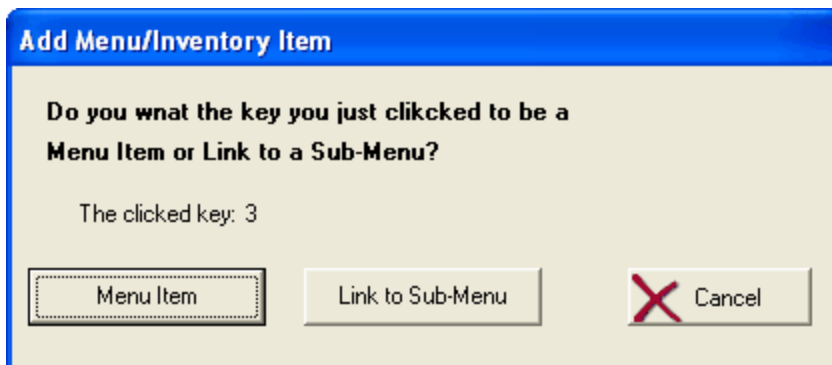 Add Menu/Inventory Item
Do you wnat the key you just clikcked to be a
Menu Item or Link to a Sub-Menu?
The clicked key: 3
Menu Item
Link to Sub-Menu
Cancel